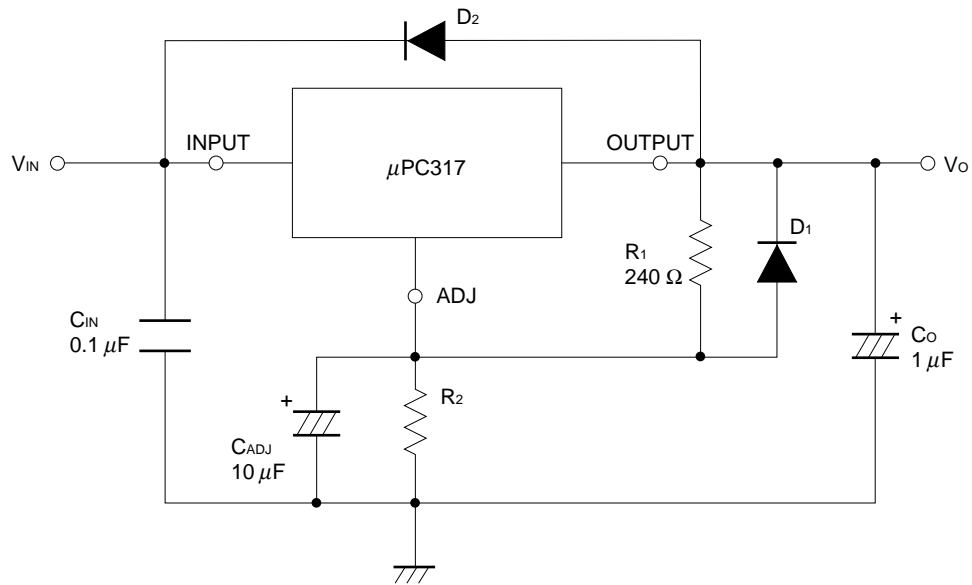 D2
INPUT
OUTPUT
VIN
μPC317
VO
D1
R1
240 Ω
ADJ
CIN
0.1 μF
+
CO
1 μF
R2
+
CADJ
10 μF